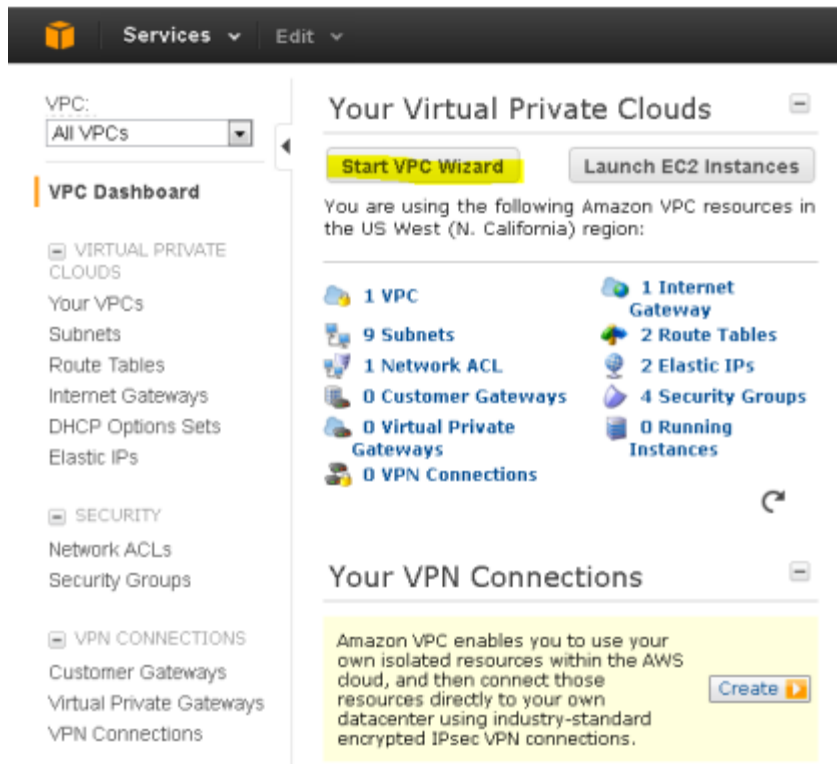 Services Edit
VPC:
All VPCs
VPC Dashboard
VIRTUAL PRIVATE
CLOUDS
Your VPCs
Subnets
Route Tables
Internet Gateways
DHCP Options Sets
Elastic IPs
SECURITY
Network ACLs
Security Groups
VPN CONNECTIONS
Customer Gateways
Virtual Private Gateways
VPN Connections
Your Virtual Private Clouds
Start VPC Wizard Launch EC2 Instances
You are using the following Amazon VPC resources in
the US West (N. California) region:
1 VPC
9 Subnets
1 Network ACL
0 Customer Gateways
0 Virtual Private
Gateways
0 VPN Connections
1 Internet
Gateway
2 Route Tables
2 Elastic IPs
4 Security Groups
0 Running
Instances
Your VPN Connections
Amazon VPC enables you to use your
own isolated resources within the AWS
cloud, and then connect those
resources directly to your own
datacenter using industry-standard
encrypted IPsec VPN connections.
Create